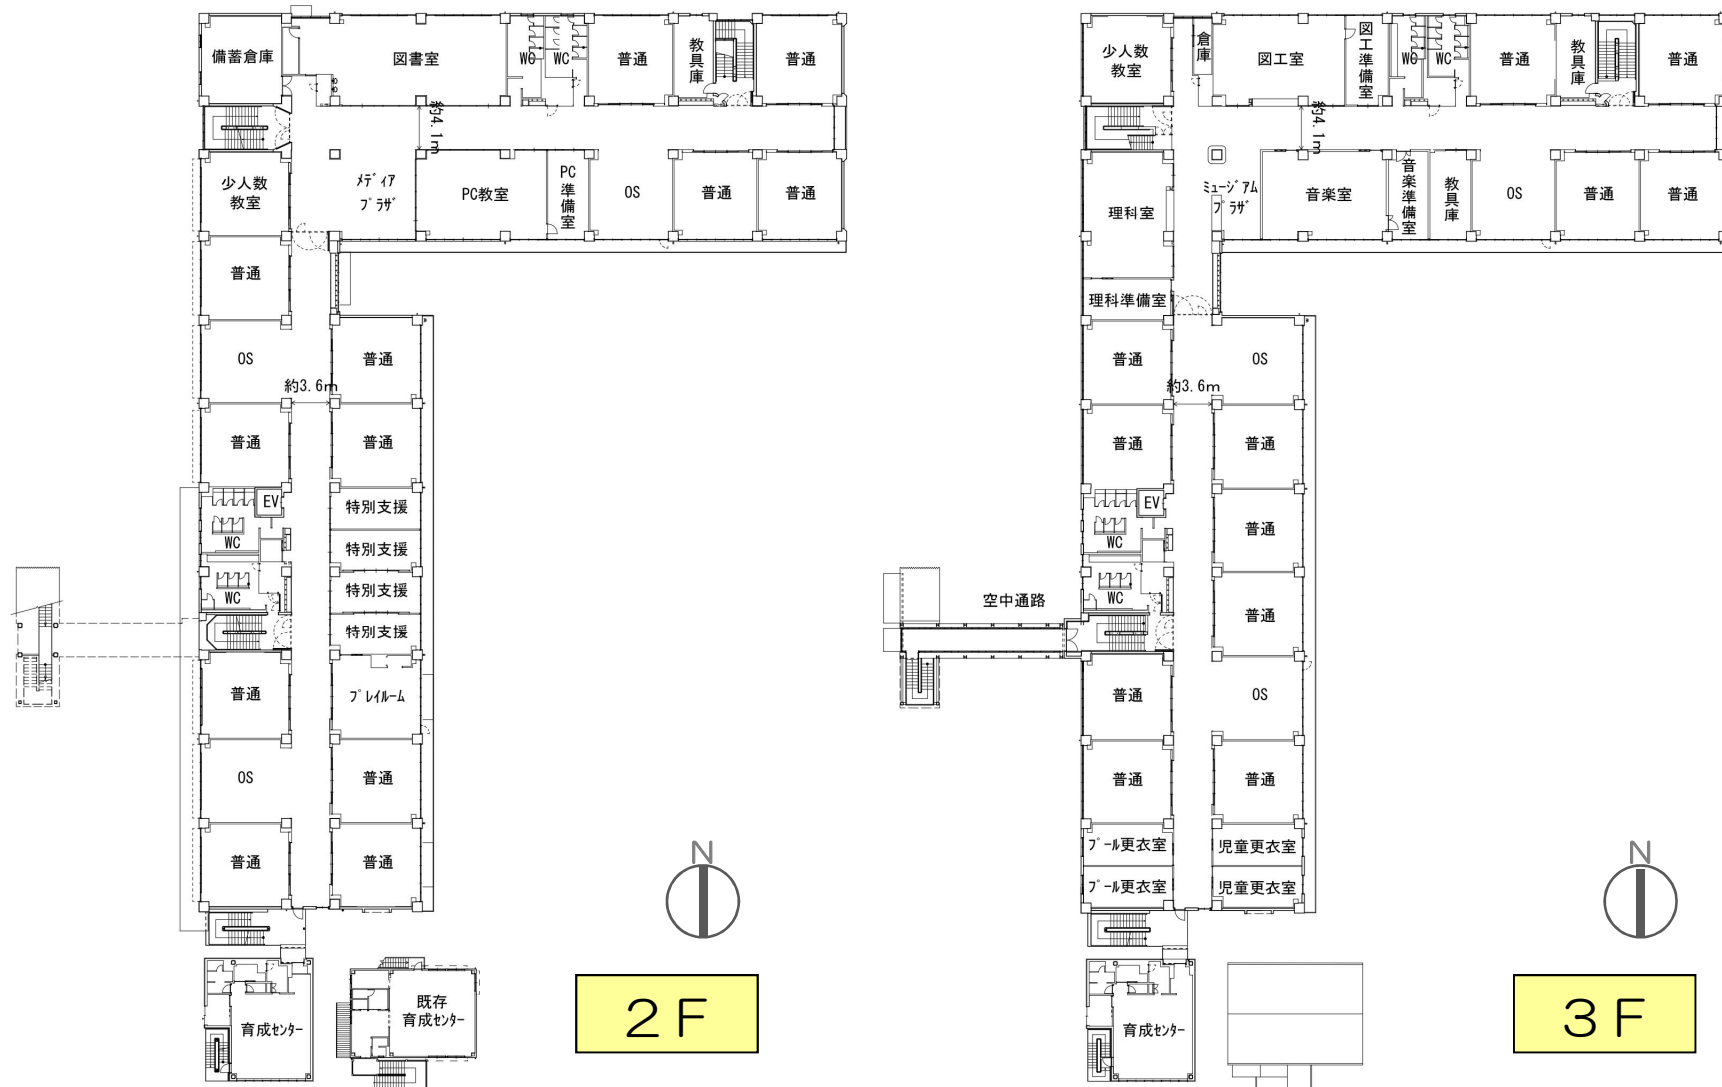 備蓄倉庫
図書室
WC
WC
普通
教具庫
普通
約4.1m
少人数
教室
ﾒﾃﾞｨｱ
ﾌﾟﾗｻﾞ
PC教室
PC準備室
OS
普通
普通
普通
OS
普通
約3.6m
普通
普通
EV
特別支援
WC
特別支援
WC
特別支援
特別支援
普通
ﾌﾟﾚｲﾙｰﾑ
OS
普通
普通
普通
N
育成ｾﾝﾀｰ
既存
育成ｾﾝﾀｰ
２Ｆ
少人数
教室
倉庫
図工室
図工準備室
WC
WC
普通
教具庫
普通
約4.1m
理科室
ﾐｭｰｼﾞｱﾑ
ﾌﾟﾗｻﾞ
音楽室
音楽準備室
教具庫
OS
普通
普通
理科準備室
普通
OS
約3.6m
普通
普通
EV
普通
WC
WC
普通
空中通路
普通
OS
普通
普通
ﾌﾟｰﾙ更衣室
児童更衣室
ﾌﾟｰﾙ更衣室
児童更衣室
N
育成ｾﾝﾀｰ
３Ｆ